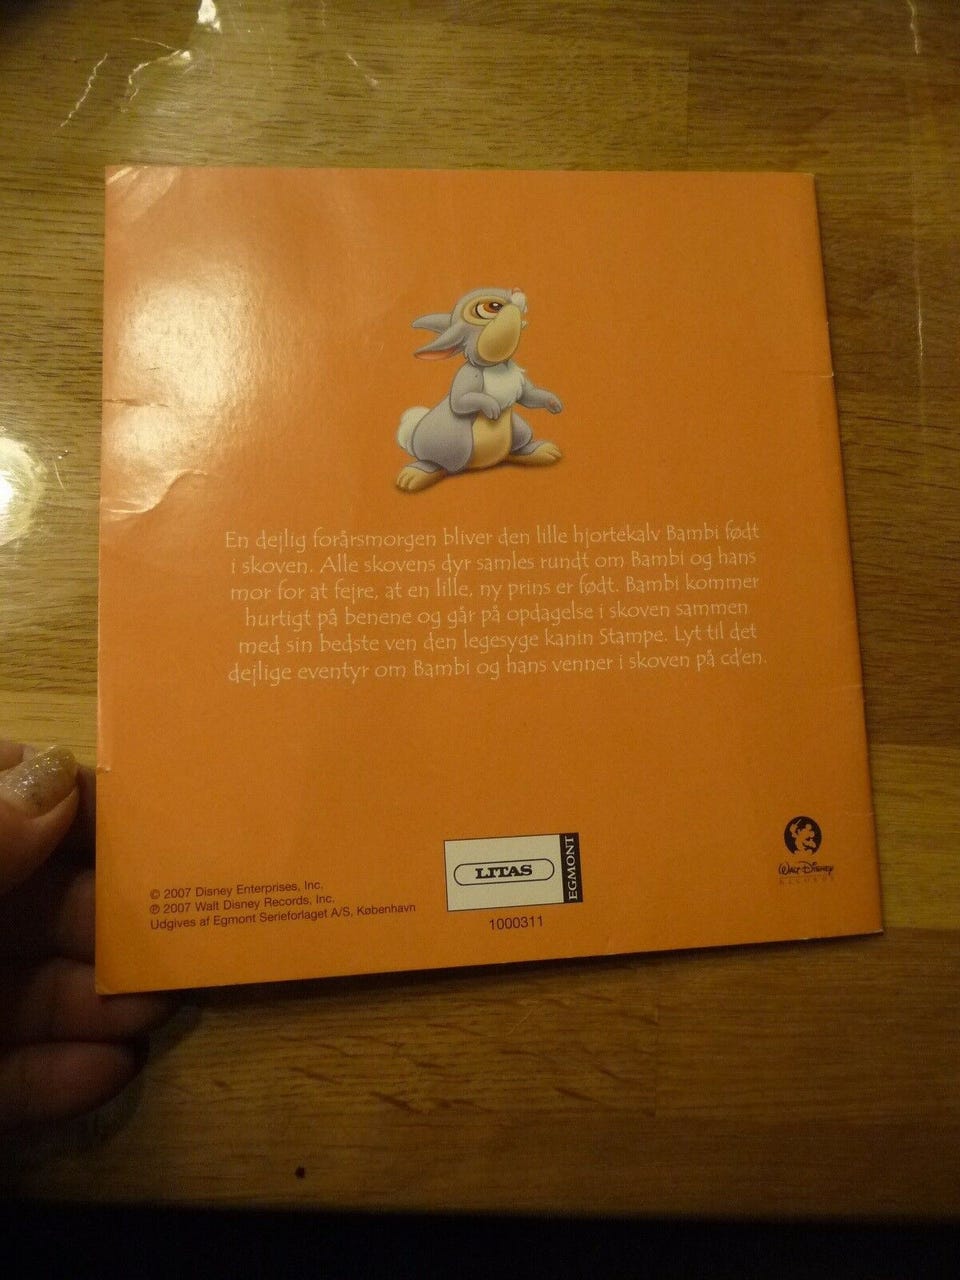 En dejlig forårsmorgen bliver den lille hjortekalv Bambi født
i skoven. Alle skovens dyr samles rundt om Bambi og hans
mor for at fejre, at en lille, ny prins er født. Bambi kommer
hurtigt på benene og går på opdagelse i skoven sammen
med sin bedste ven den legesyge kanin Stampe. Lyt til det
dejlige eventyr om Bambi og hans venner i skoven på cd'en.
© 2007 Disney Enterprises, Inc.
℗ 2007 Walt Disney Records, Inc.
Udgives af Egmont Serieforlaget A/S, København
LITAS
EGMONT
1000311
WALT DISNEY
RECORDS